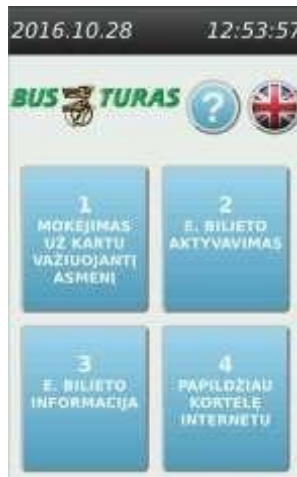 2016.10.28 12:53:57
BUS TURAS
?
1
MOKĖJIMAS
UŽ KARTU
VAŽIUOJANTĮ
ASMENĮ
2
E. BILIETO
AKTYVAVIMAS
3
E. BILIETO
INFORMACIJA
4
PAPILDŽIAU
KORTELĘ
INTERNETU